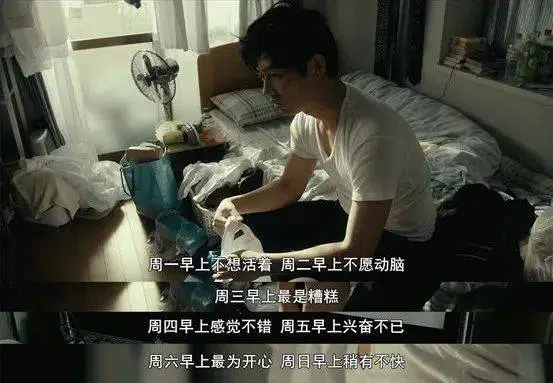 周一早上不想活着 周二早上不愿动脑
周三早上最是糟糕
周四早上感觉不错 周五早上兴奋不已
周六早上最为开心 周日早上稍有不快